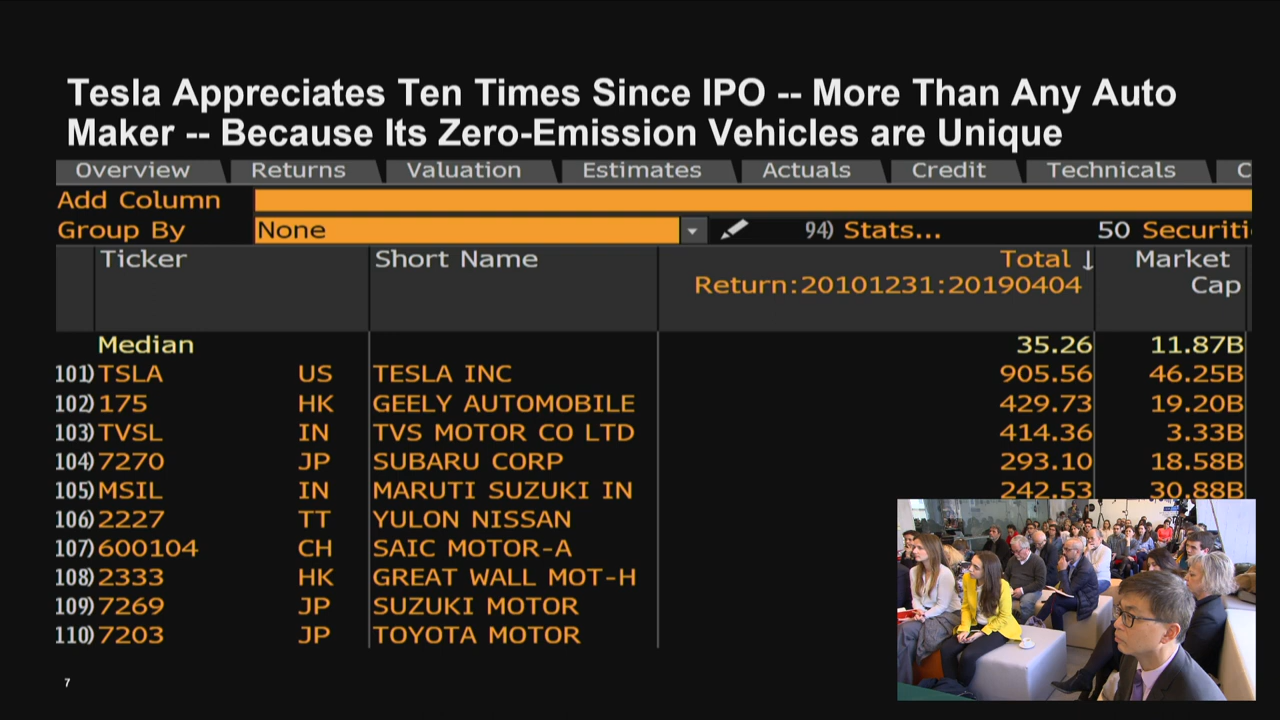 Tesla Appreciates Ten Times Since IPO -- More Than Any Auto
Maker -- Because Its Zero-Emission Vehicles are Unique
Overview Returns Valuation Estimates Actuals Credit Technicals C
Add Column
Group By None 94) Stats... 50 Securiti
Ticker Short Name Total ↓ Market
Return:20101231:20190404 Cap
Median 35.26 11.87B
101) TSLA US TESLA INC 905.56 46.25B
102) 175 HK GEELY AUTOMOBILE 429.73 19.20B
103) TVSL IN TVS MOTOR CO LTD 414.36 3.33B
104) 7270 JP SUBARU CORP 293.10 18.58B
105) MSIL IN MARUTI SUZUKI IN 242.53 30.88B
106) 2227 TT YULON NISSAN
107) 600104 CH SAIC MOTOR-A
108) 2333 HK GREAT WALL MOT-H
109) 7269 JP SUZUKI MOTOR
110) 7203 JP TOYOTA MOTOR
7